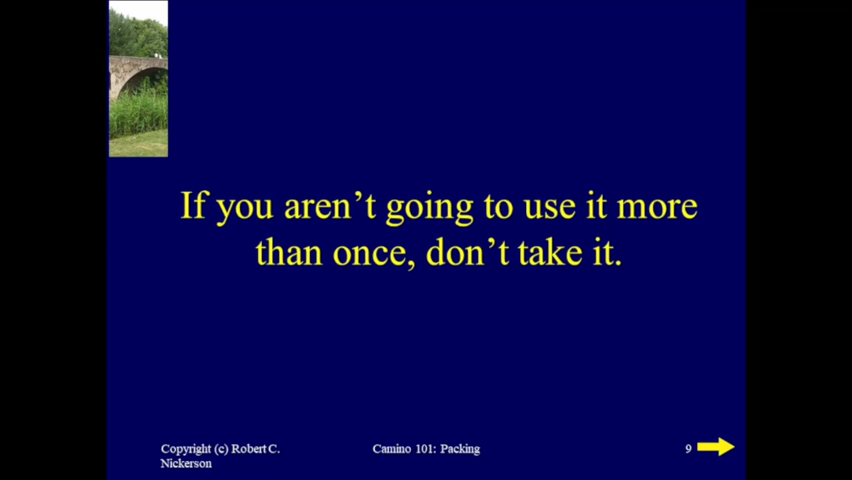 If you aren’t going to use it more
than once, don’t take it.
Copyright (c) Robert C.
Nickerson
Camino 101: Packing
9